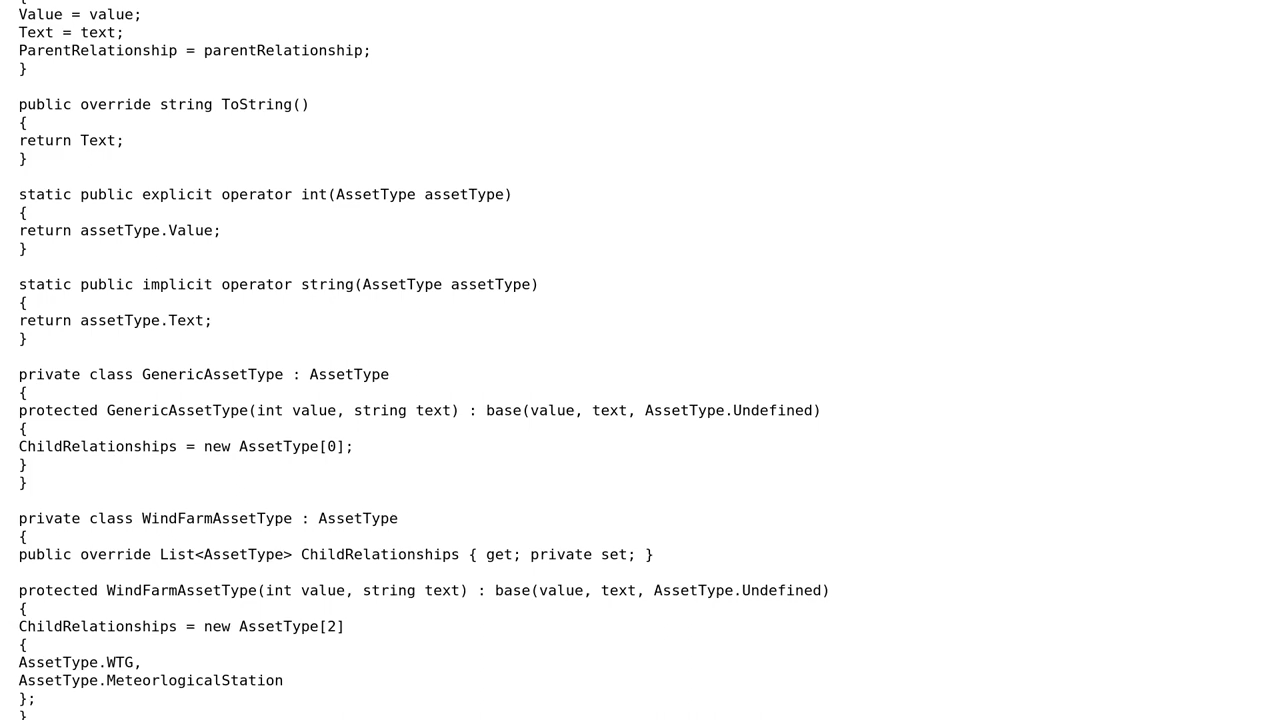 {
Value = value;
Text = text;
ParentRelationship = parentRelationship;
}
public override string ToString()
{
return Text;
}
static public explicit operator int(AssetType assetType)
{
return assetType.Value;
}
static public implicit operator string(AssetType assetType)
{
return assetType.Text;
}
private class GenericAssetType : AssetType
{
protected GenericAssetType(int value, string text) : base(value, text, AssetType.Undefined)
{
ChildRelationships = new AssetType[0];
}
}
private class WindFarmAssetType : AssetType
{
public override List<AssetType> ChildRelationships { get; private set; }
protected WindFarmAssetType(int value, string text) : base(value, text, AssetType.Undefined)
{
ChildRelationships = new AssetType[2]
{
AssetType.WTG,
AssetType.MeteorlogicalStation
};
}